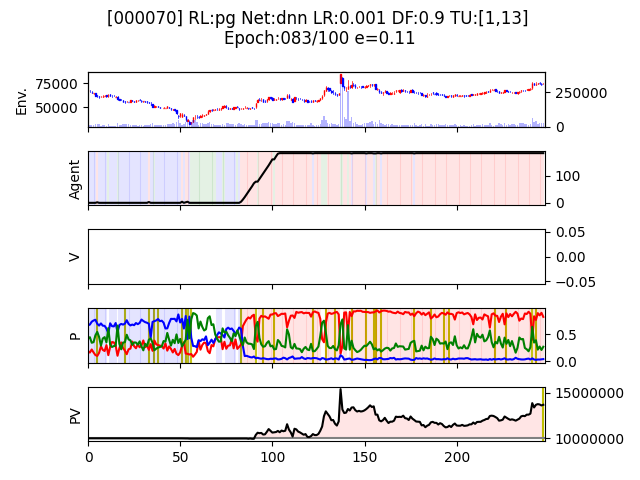 [000070] RL:pg Net:dnn LR:0.001 DF:0.9 TU:[1,13]
Epoch:083/100 e=0.11
Env.
75000
50000
250000
0
Agent
100
0
V
0.05
0.00
−0.05
P
0.5
0.0
PV
15000000
10000000
0 50 100 150 200